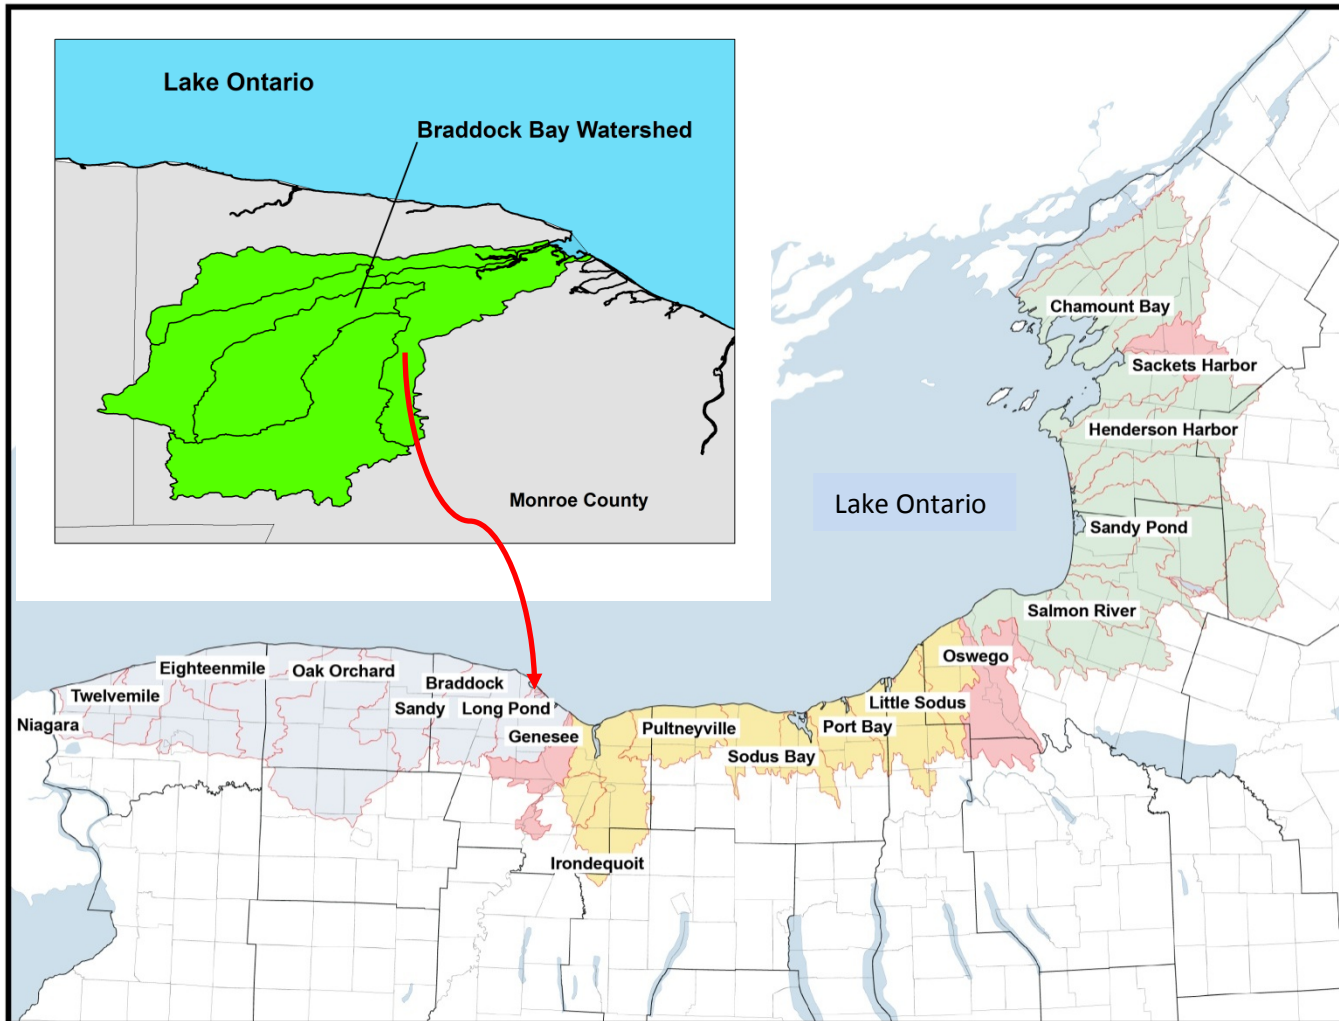 Lake Ontario
Braddock Bay Watershed
Monroe County
Chamount Bay
Sackets Harbor
Henderson Harbor
Lake Ontario
Sandy Pond
Salmon River
Oswego
Eighteenmile
Oak Orchard
Braddock
Twelvemile
Sandy
Long Pond
Little Sodus
Niagara
Genesee
Pultneyville
Port Bay
Sodus Bay
Irondequoit